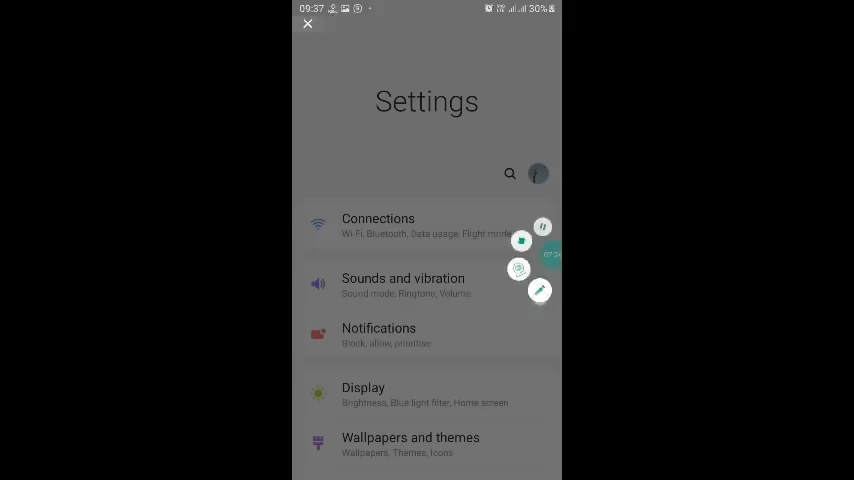 09:37
30%
Settings
Connections
Wi-Fi, Bluetooth, Data usage, Flight mode
Sounds and vibration
Sound mode, Ringtone, Volume
Notifications
Block, allow, prioritise
Display
Brightness, Blue light filter, Home screen
Wallpapers and themes
Wallpapers, Themes, Icons